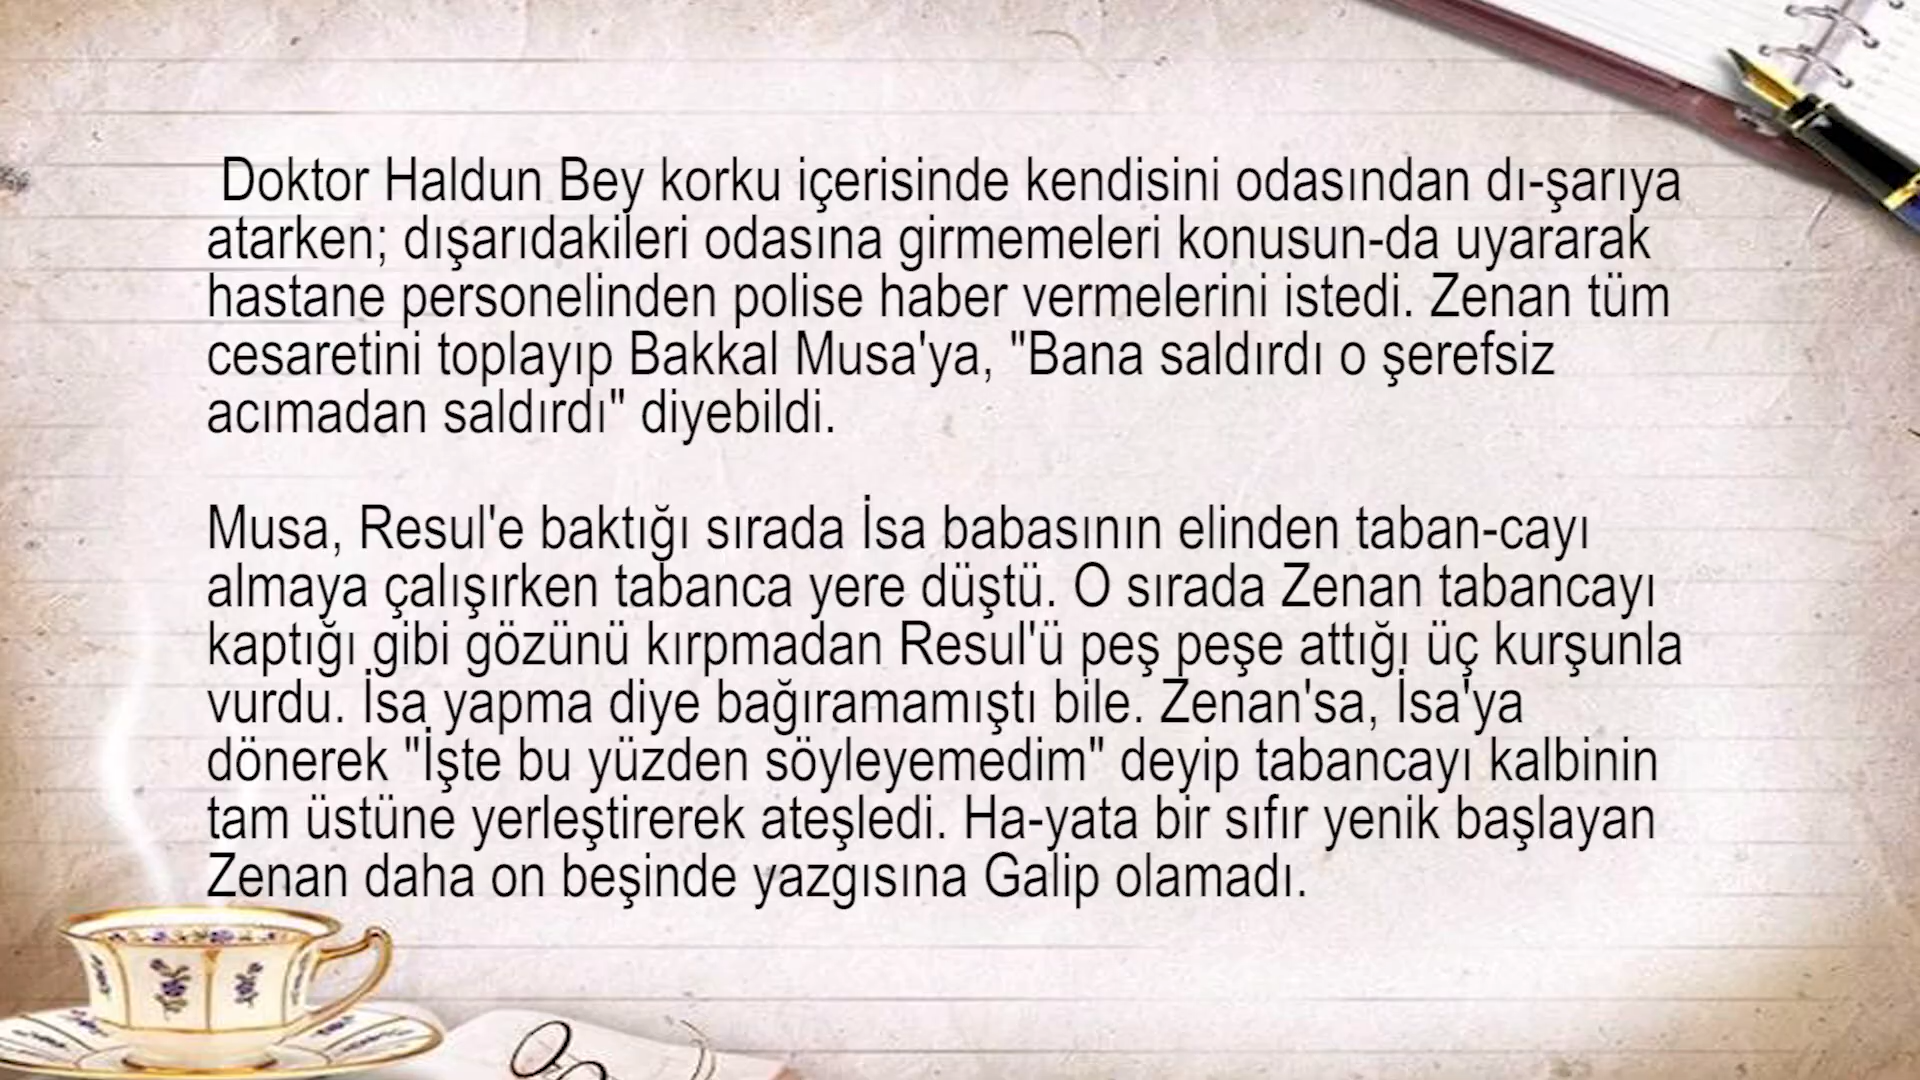 Doktor Haldun Bey korku içerisinde kendisini odasından dı-şarıya
atarken; dışarıdakileri odasına girmemeleri konusun-da uyararak
hastane personelinden polise haber vermelerini istedi. Zenan tüm
cesaretini toplayıp Bakkal Musa'ya, "Bana saldırdı o şerefsiz
acımadan saldırdı" diyebildi.
Musa, Resul'e baktığı sırada İsa babasının elinden taban-cayı
almaya çalışırken tabanca yere düştü. O sırada Zenan tabancayı
kaptığı gibi gözünü kırpmadan Resul'ü peş peşe attığı üç kurşunla
vurdu. İsa yapma diye bağıramamıştı bile. Zenan'sa, İsa'ya
dönerek "İşte bu yüzden söyleyemedim" deyip tabancayı kalbinin
tam üstüne yerleştirerek ateşledi. Ha-yata bir sıfır yenik başlayan
Zenan daha on beşinde yazgısına Galip olamadı.